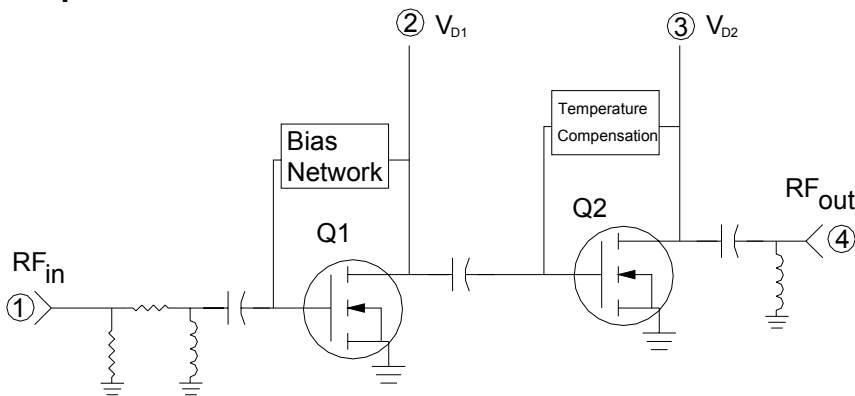 ② V_D1
③ V_D2
Temperature
Compensation
Bias
Network
RF_out
Q2
Q1
④
RF_in
①